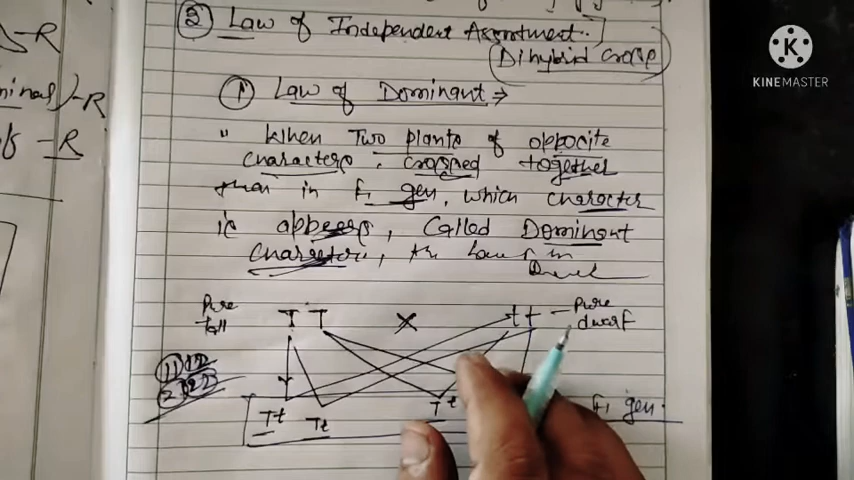 -R
minal)-R
-R
② Law of Independent Assortment.
(Dihybrid Cross)
① Law of Dominant →
" When Two plants of opposite
Characters : Crossed together
than in F1 gen, which character
is appears, Called Dominant
Character, the Law of
Pure tall TT × tt - Pure dwarf
Tt Tt Tt F1 gen.
K
KINEMASTER